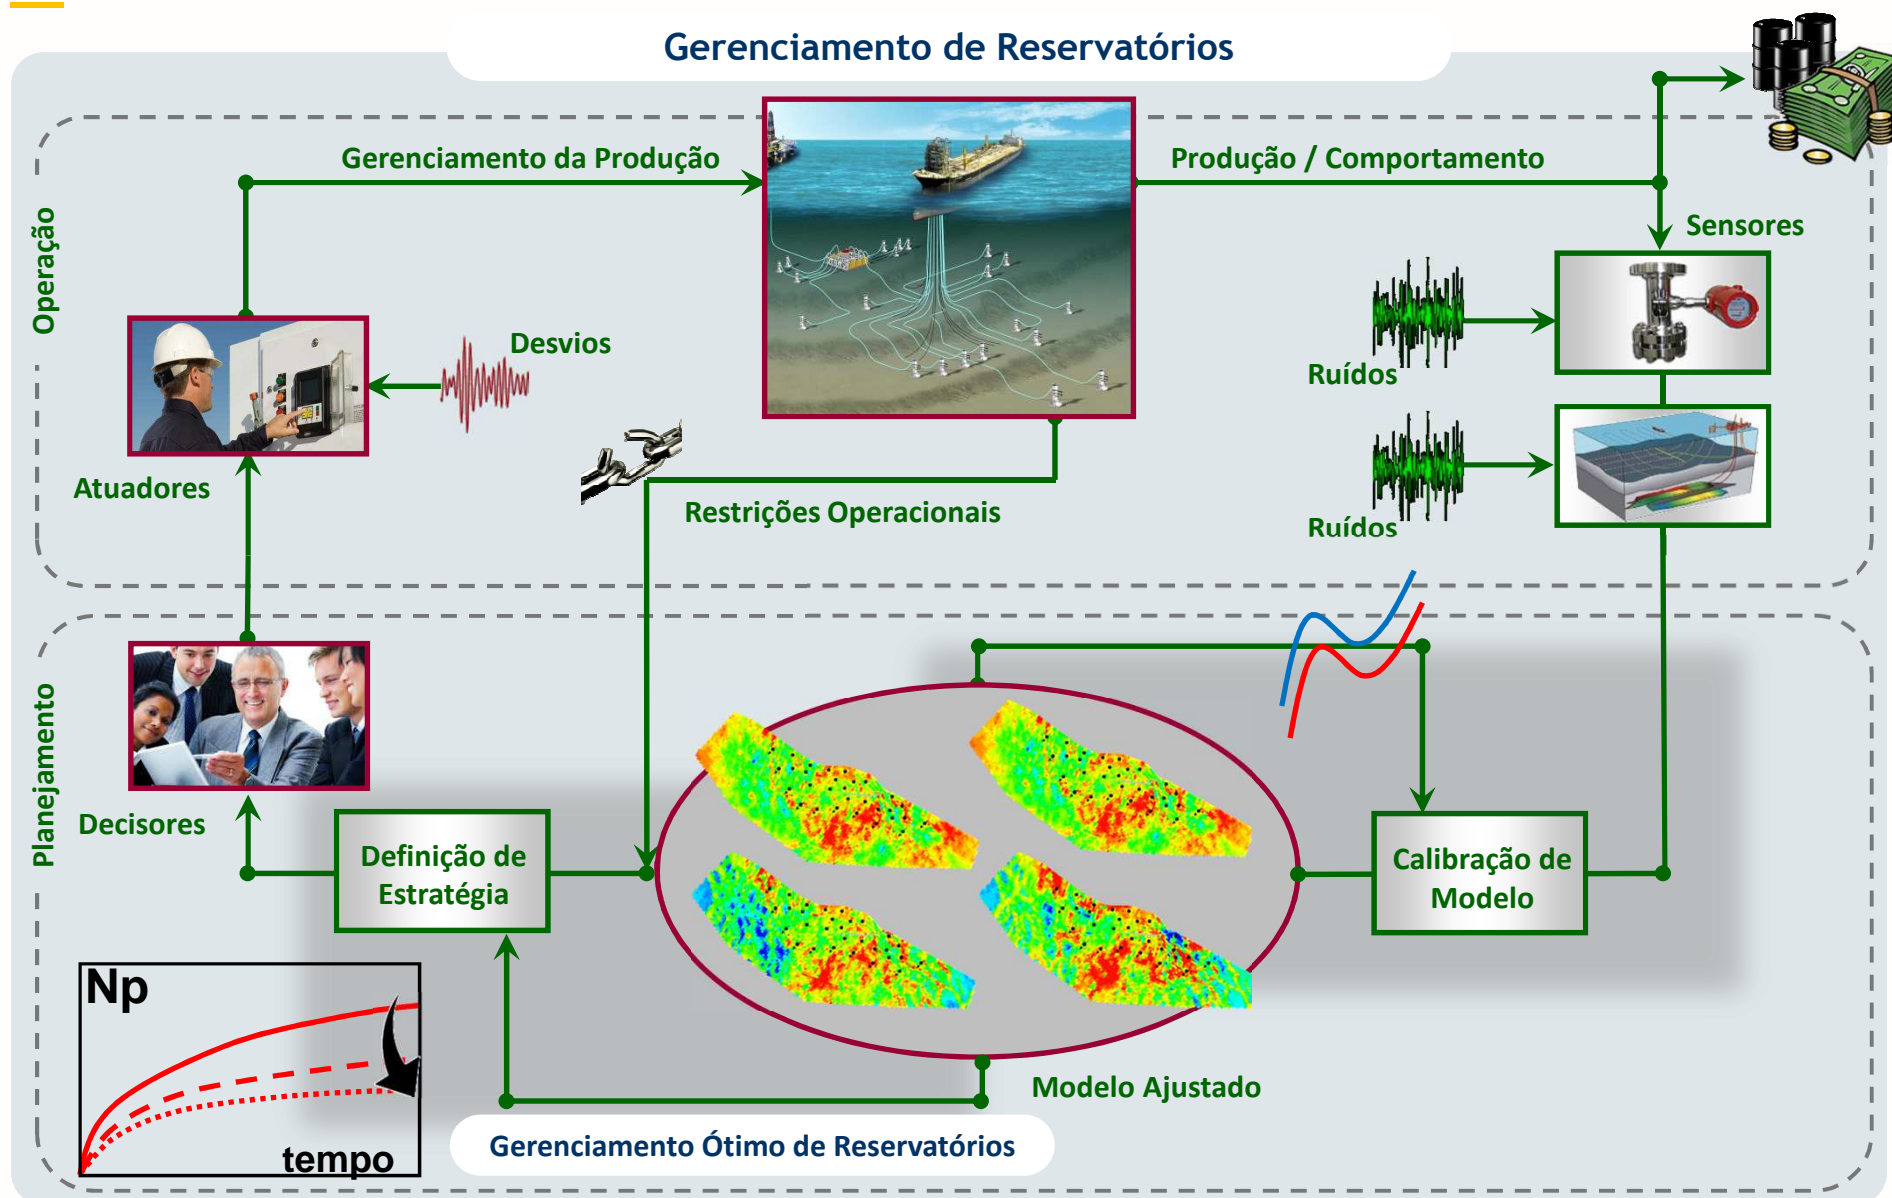 Gerenciamento de Reservatórios
Gerenciamento da Produção
Produção / Comportamento
Operação
Sensores
Desvios
Ruídos
Atuadores
Restrições Operacionais
Ruídos
Planejamento
Decisores
Definição de
Estratégia
Calibração de
Modelo
Np
Modelo Ajustado
tempo
Gerenciamento Ótimo de Reservatórios